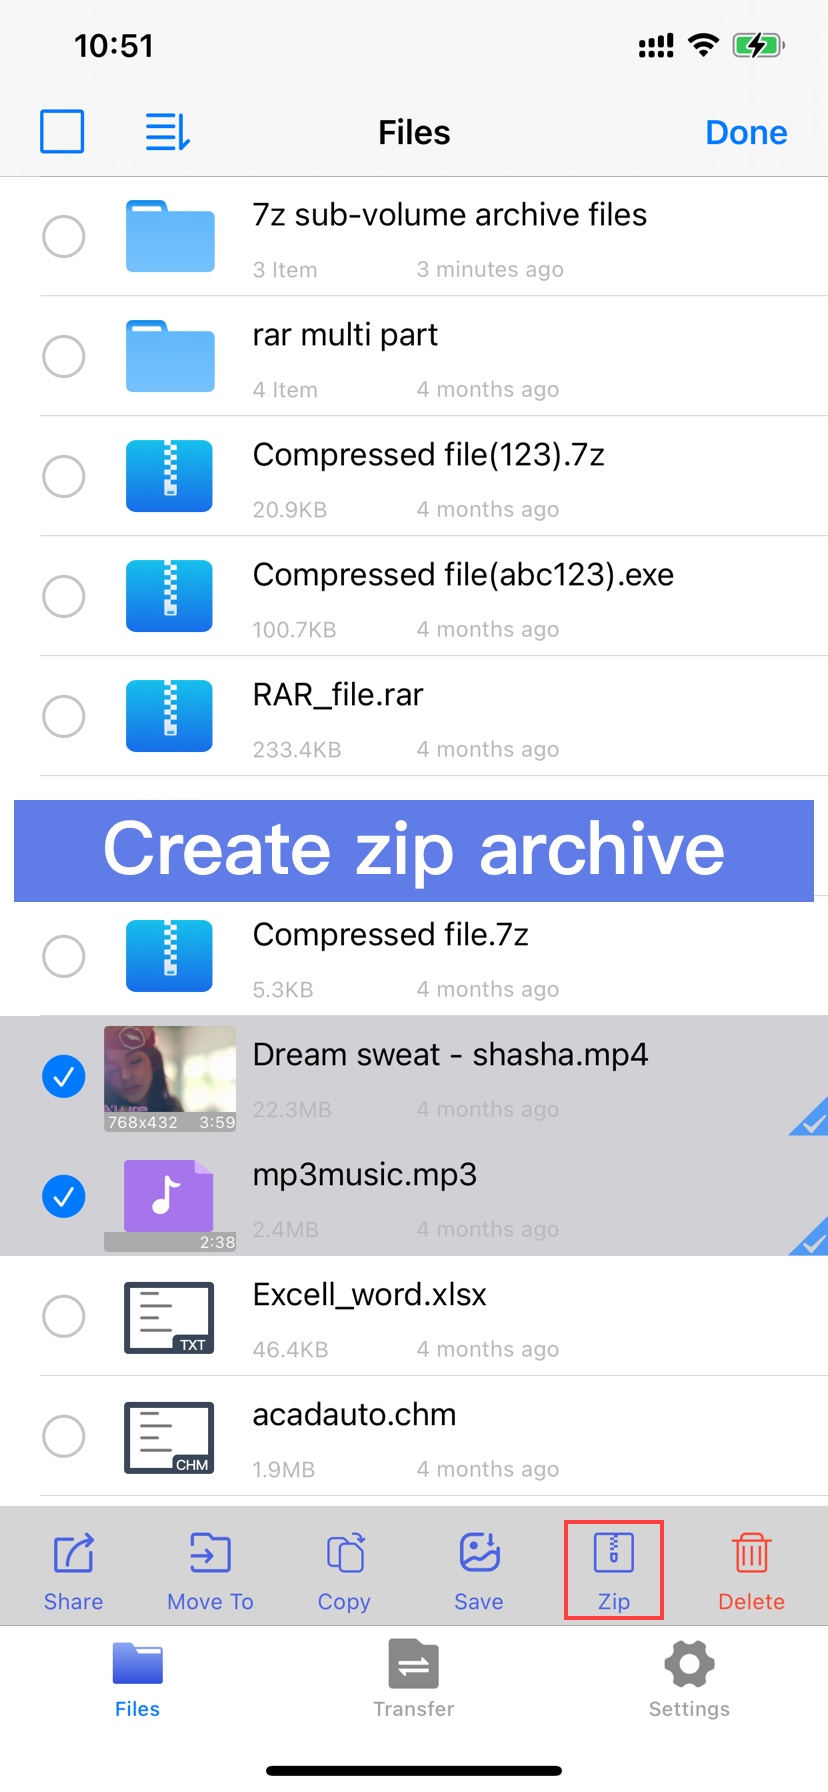 10:51
Files
Done
7z sub-volume archive files
3 Item 3 minutes ago
rar multi part
4 Item 4 months ago
Compressed file(123).7z
20.9KB 4 months ago
Compressed file(abc123).exe
100.7KB 4 months ago
RAR_file.rar
233.4KB 4 months ago
Create zip archive
Compressed file.7z
5.3KB 4 months ago
Dream sweat - shasha.mp4
768x432 3:59
22.3MB 4 months ago
mp3music.mp3
2:38
2.4MB 4 months ago
Excell_word.xlsx
TXT
46.4KB 4 months ago
acadauto.chm
CHM
1.9MB 4 months ago
Share Move To Copy Save Zip Delete
Files Transfer Settings